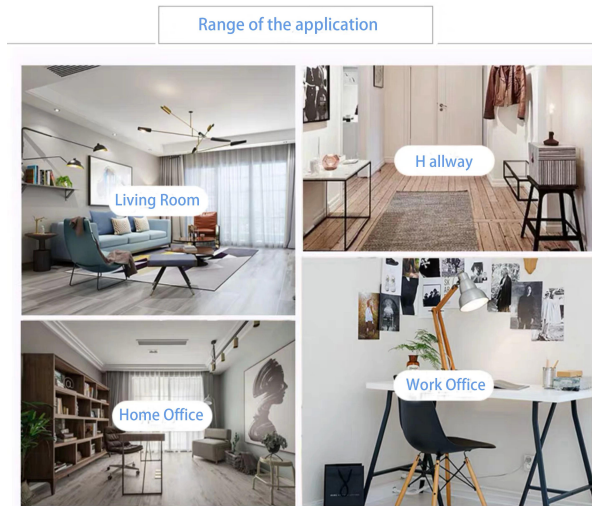 Range of the application
Living Room
H allway
Home Office
Work Office